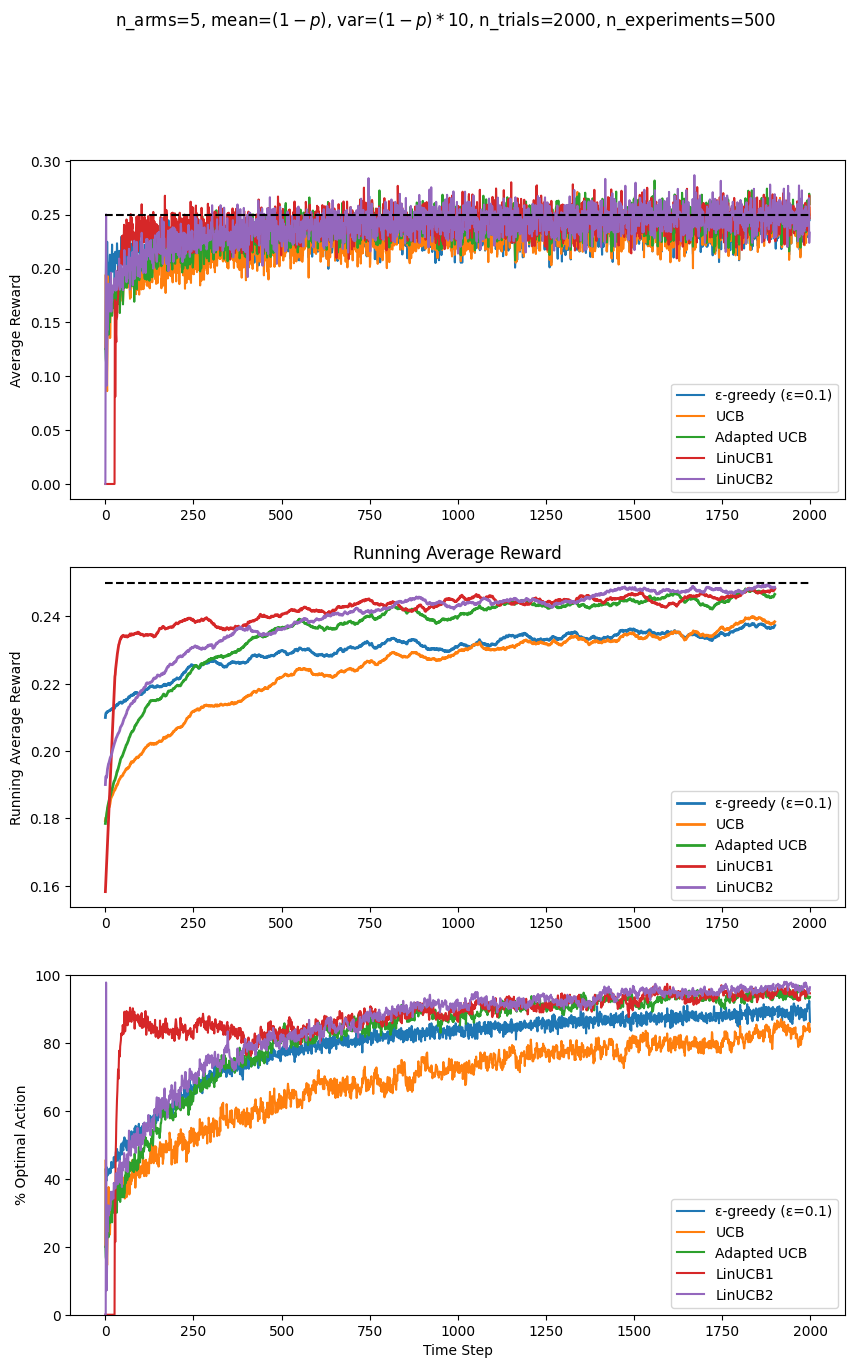 n_arms=5, mean=(1 − p), var=(1 − p) * 10, n_trials=2000, n_experiments=500
0.30
0.25
0.20
0.15
0.10
0.05
0.00
Average Reward
ε-greedy (ε=0.1)
UCB
Adapted UCB
LinUCB1
LinUCB2
0 250 500 750 1000 1250 1500 1750 2000
Running Average Reward
0.24
0.22
0.20
0.18
0.16
Running Average Reward
ε-greedy (ε=0.1)
UCB
Adapted UCB
LinUCB1
LinUCB2
0 250 500 750 1000 1250 1500 1750 2000
100
80
60
40
20
0
% Optimal Action
ε-greedy (ε=0.1)
UCB
Adapted UCB
LinUCB1
LinUCB2
0 250 500 750 1000 1250 1500 1750 2000
Time Step